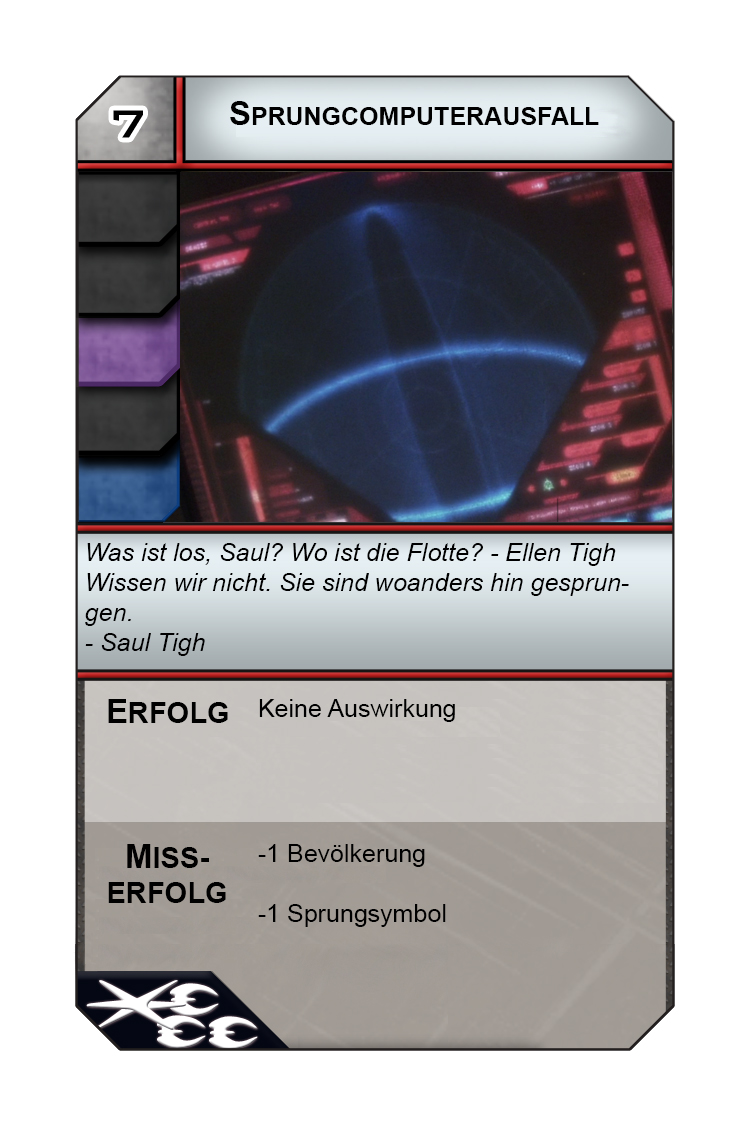 7
SPRUNGCOMPUTERAUSFALL
Was ist los, Saul? Wo ist die Flotte? - Ellen Tigh
Wissen wir nicht. Sie sind woanders hin gesprun-
gen.
- Saul Tigh
ERFOLG
Keine Auswirkung
MISS-
ERFOLG
-1 Bevölkerung
-1 Sprungsymbol